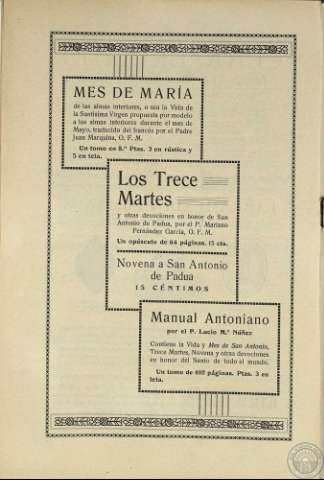 MES DE MARÍA
de las almas interiores, o sea la Vida de
la Santísima Virgen propuesta por modelo
a las almas interiores durante el mes de
Mayo, traducido del francés por el Padre
Juan Marquina, O. F. M.
Un tomo en 8.º Ptas. 3 en rústica y
5 en tela.
Los Trece
Martes
y otras devociones en honor de San
Antonio de Padua, por el P. Mariano
Fernández García, O. F. M.
Un opúsculo de 64 páginas, 15 cts.
Novena a San Antonio
de Padua
15 CÉNTIMOS
Manual Antoniano
por el P. Lucio M.ª Núñez
Contiene la Vida y Mes de San Antonio,
Trece Martes, Novena y otras devociones
en honor del Santo de todo el mundo.
Un tomo de páginas. Ptas. 3 en
tela.